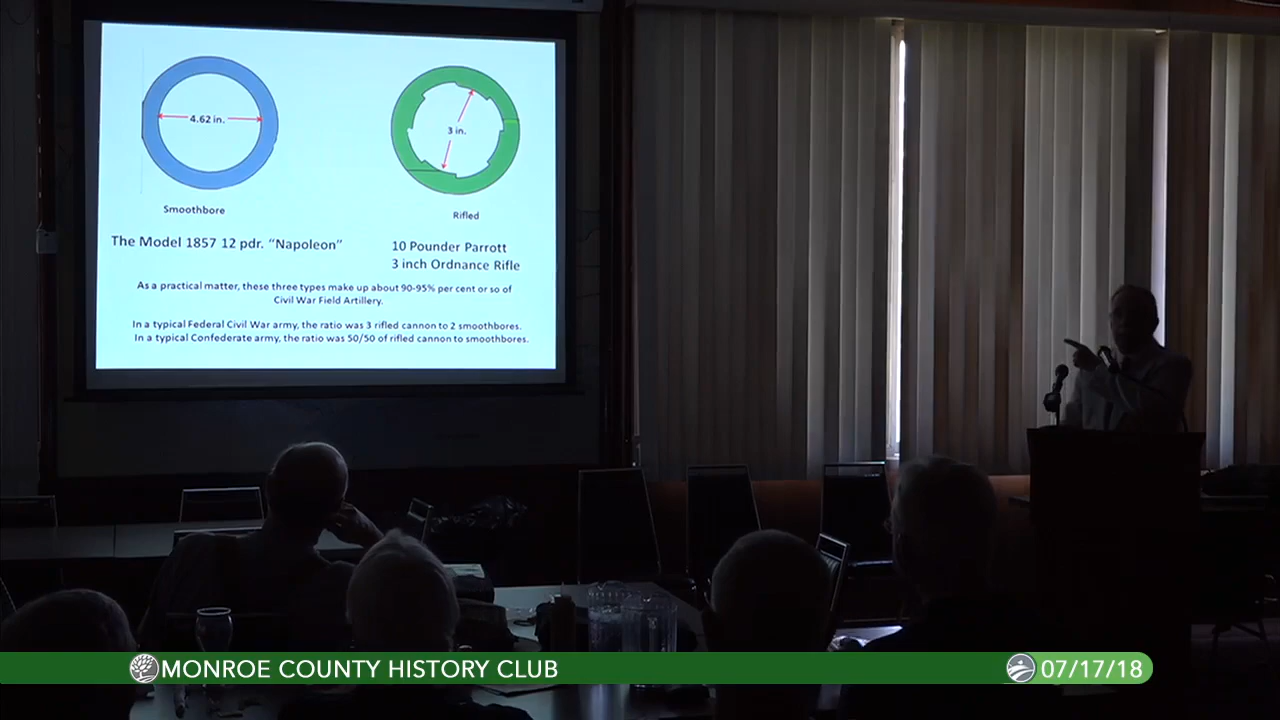 4.62 in.
3 in.
Smoothbore
Rifled
The Model 1857 12 pdr. “Napoleon”
10 Pounder Parrott
3 inch Ordnance Rifle
As a practical matter, these three types make up about 90-95% per cent or so of
Civil War Field Artillery.
In a typical Federal Civil War army, the ratio was 3 rifled cannon to 2 smoothbores.
In a typical Confederate army, the ratio was 50/50 of rifled cannon to smoothbores.
MONROE COUNTY HISTORY CLUB
07/17/18